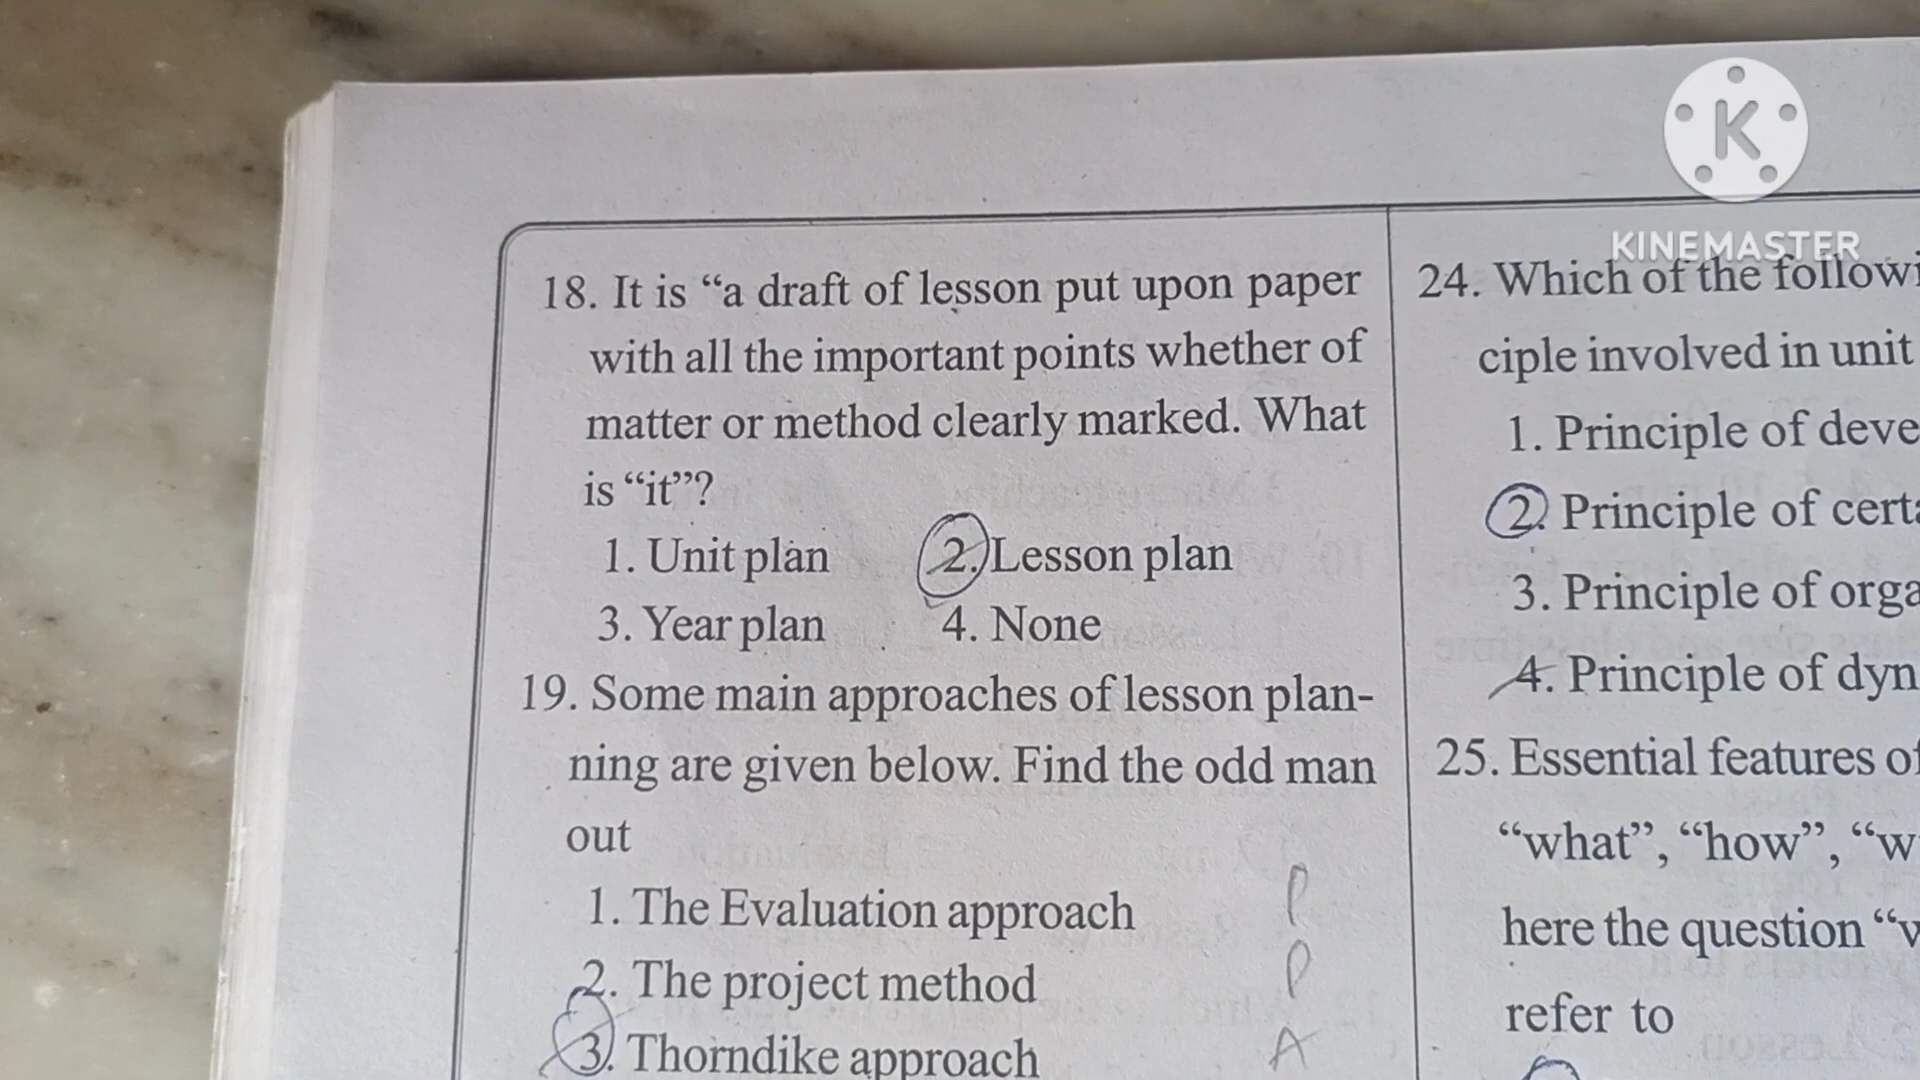 K
KINEMASTER
18. It is “a draft of lesson put upon paper
with all the important points whether of
matter or method clearly marked. What
is “it”?
1. Unit plan 2. Lesson plan
3. Year plan 4. None
19. Some main approaches of lesson plan-
ning are given below. Find the odd man
out
1. The Evaluation approach P
2. The project method P
3. Thorndike approach A
24. Which of the followi
ciple involved in unit
1. Principle of deve
2. Principle of certa
3. Principle of orga
4. Principle of dyn
25. Essential features of
“what”, “how”, “w
here the question “w
refer to